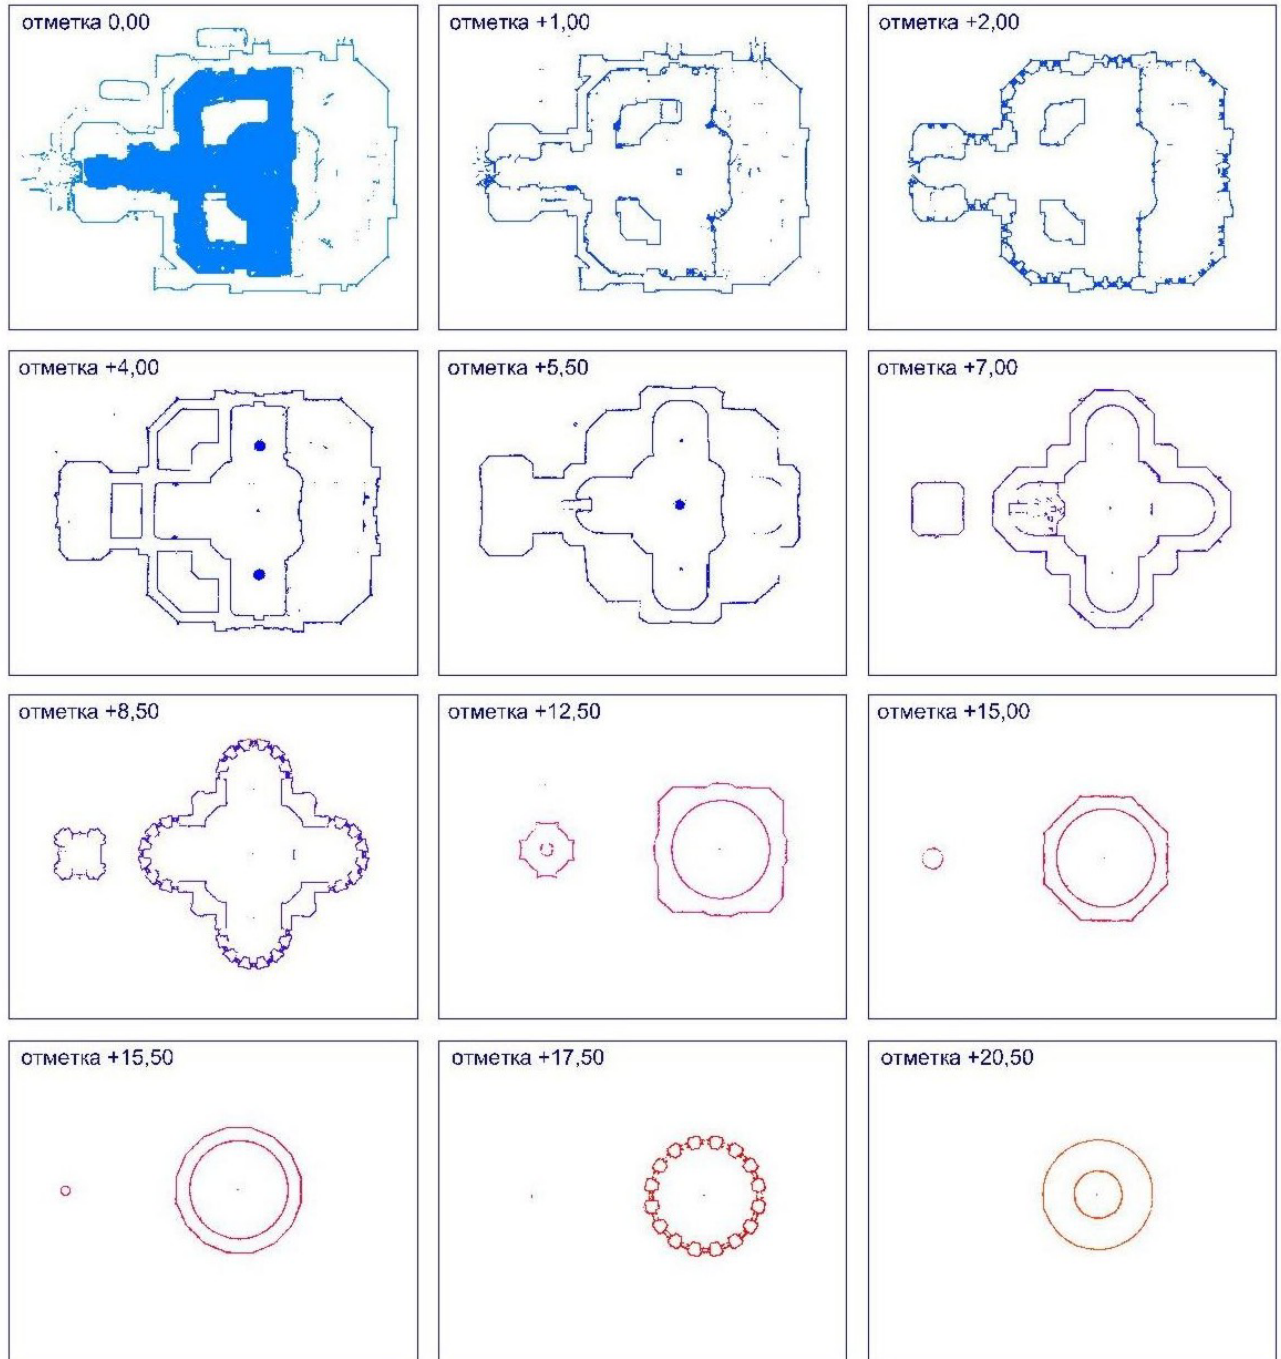 отметка 0,00
отметка +1,00
отметка +2,00
отметка +4,00
отметка +5,50
отметка +7,00
отметка +8,50
отметка +12,50
отметка +15,00
отметка +15,50
отметка +17,50
отметка +20,50